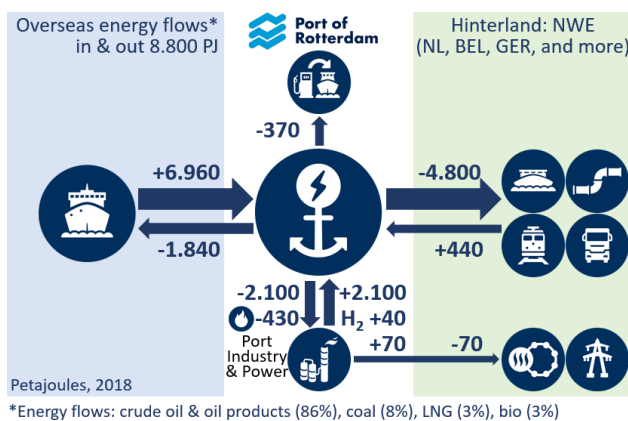 Overseas energy flows*
in & out 8.800 PJ
Port of
Rotterdam
Hinterland: NWE
(NL, BEL, GER, and more)
-370
+6.960
-4.800
-1.840
+440
-2.100
+2.100
-430
H₂ +40
Port
Industry
& Power
+70
-70
Petajoules, 2018
*Energy flows: crude oil & oil products (86%), coal (8%), LNG (3%), bio (3%)